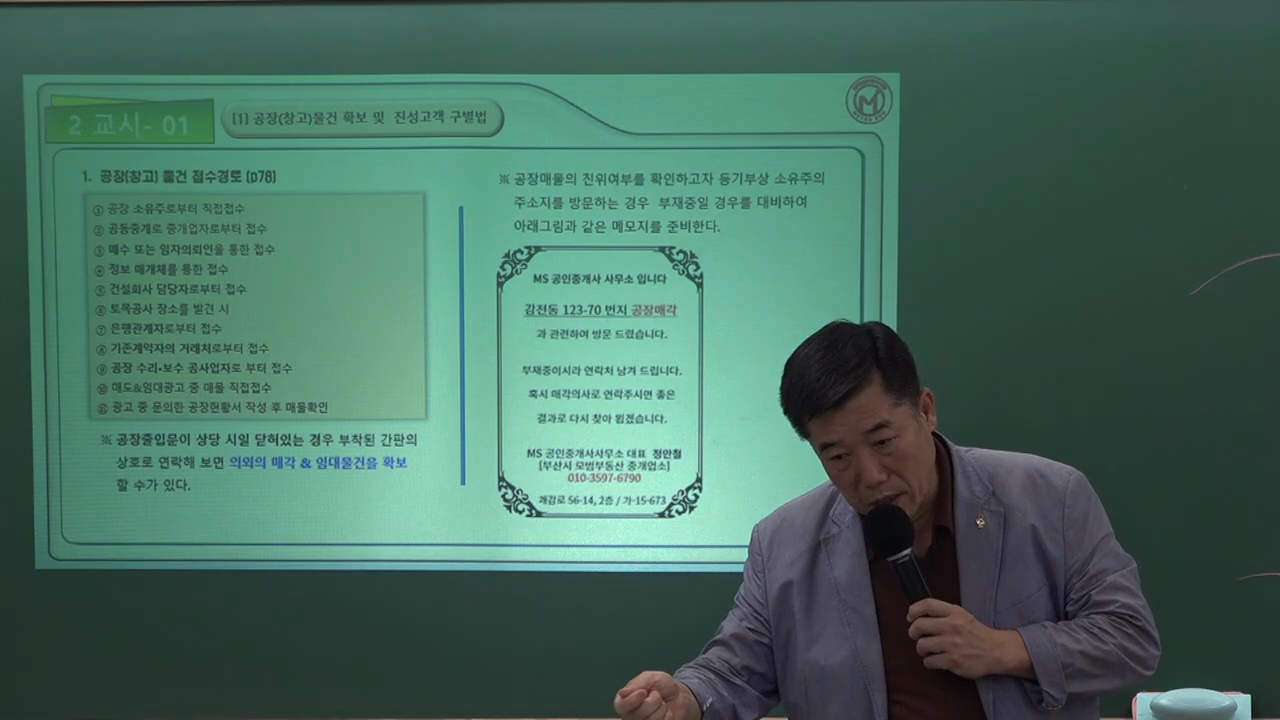 2 교시- 01
[1] 공장(창고)물건 확보 및 진성고객 구별법
1. 공장(창고) 물건 접수경로 (p78)
① 공장 소유주로부터 직접접수
② 공동중계로 중개업자로부터 접수
③ 매수 또는 임차의뢰인을 통한 접수
④ 정보 매개체를 통한 접수
⑤ 건설회사 담당자로부터 접수
⑥ 토목공사 장소를 발견 시
⑦ 은행관계자로부터 접수
⑧ 기존계약자의 거래처로부터 접수
⑨ 공장 수리•보수 공사업자로 부터 접수
⑩ 매도&임대광고 중 매물 직접접수
⑪ 광고 중 문의한 공장현황서 작성 후 매물확인
※ 공장출입문이 상당 시일 닫혀있는 경우 부착된 간판의
상호로 연락해 보면 의외의 매각 & 임대물건을 확보
할 수가 있다.
※ 공장매물의 진위여부를 확인하고자 등기부상 소유주의
주소지를 방문하는 경우 부재중일 경우를 대비하여
아래그림과 같은 메모지를 준비한다.
MS 공인중개사 사무소 입니다
감전동 123-70 번지 공장매각
과 관련하여 방문 드렸습니다.
부재중이시라 연락처 남겨 드립니다.
혹시 매각의사로 연락주시면 좋은
결과로 다시 찾아 뵙겠습니다.
MS 공인중개사사무소 대표 정안철
[부산시 모범부동산 중개업소]
010-3597-6790
괘감로 56-14, 2층 / 가-15-673